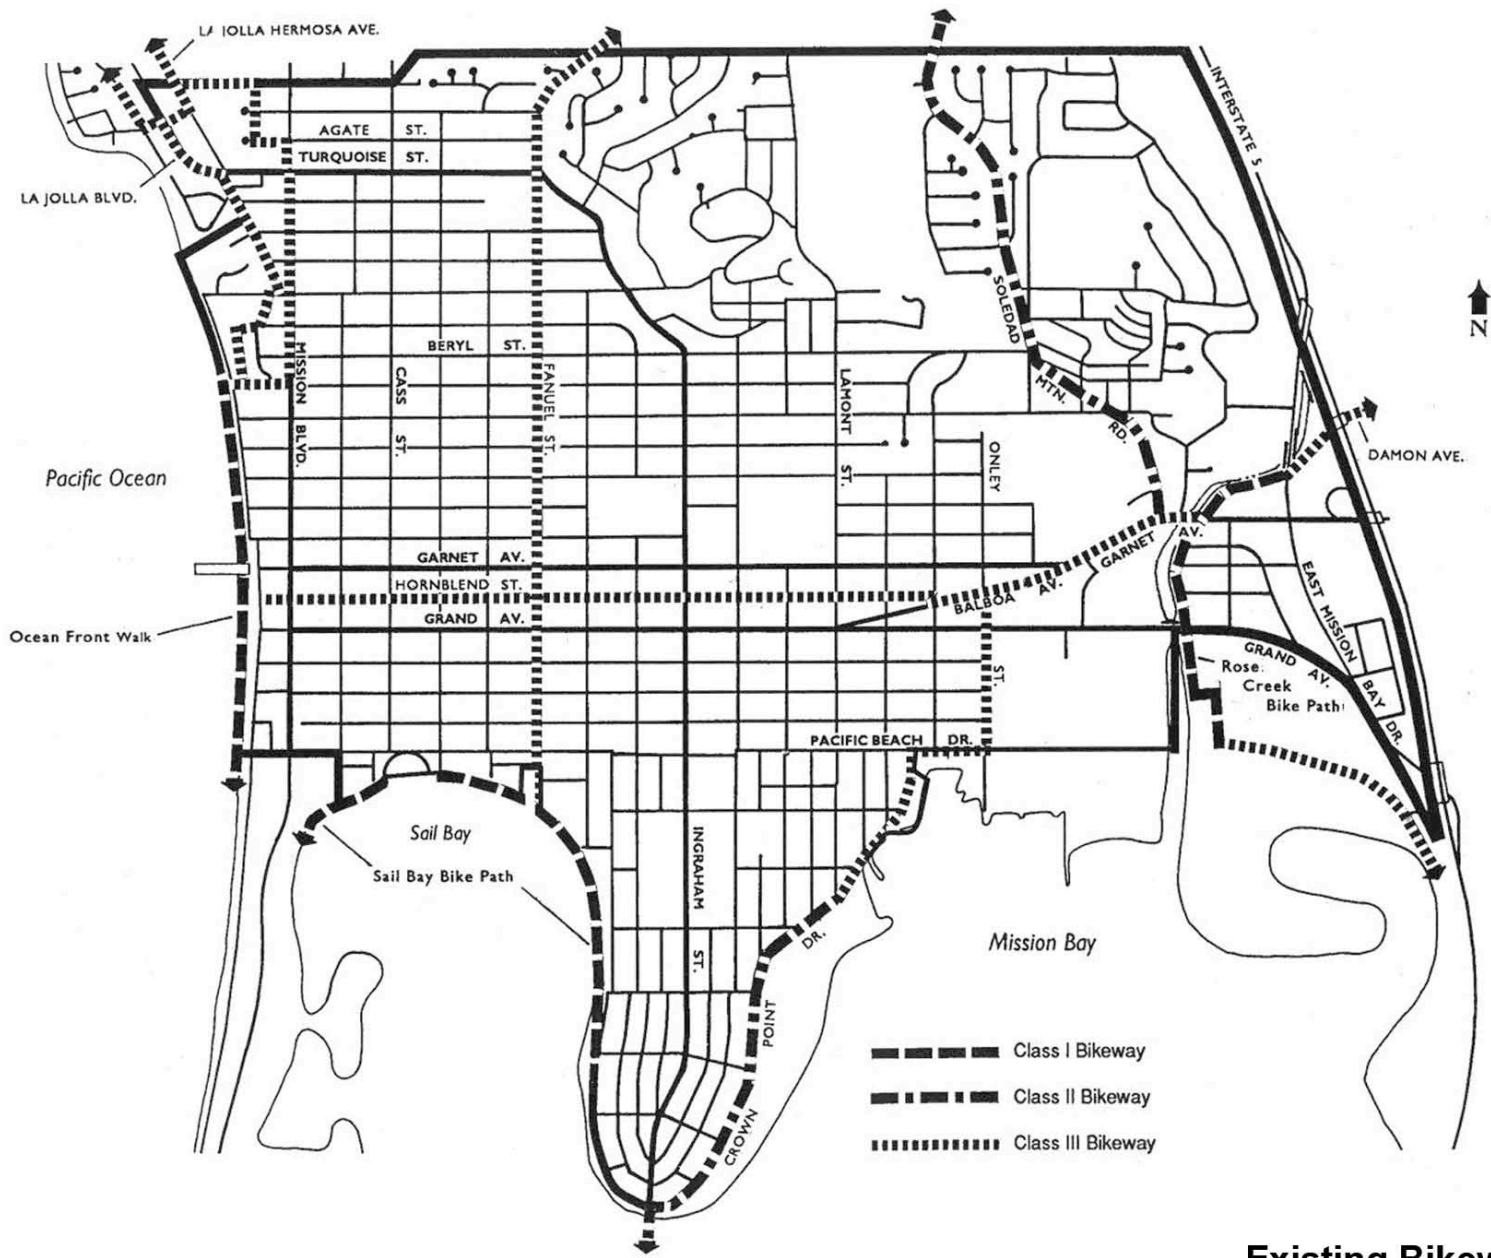 LA JOLLA HERMOSA AVE.
INTERSTATE 5
AGATE ST.
TURQUOISE ST.
LA JOLLA BLVD.
SOLEDAD
MTN.
RD.
N
BERYL ST.
MISSION BLVD.
CASS ST.
FANUEL ST.
LAMONT ST.
ONLEY
ST.
DAMON AVE.
Pacific Ocean
GARNET AV.
GARNET AV.
HORNBLEND ST.
BALBOA AV.
GRAND AV.
EAST MISSION
BAY
DR.
Ocean Front Walk
GRAND AV.
Rose
Creek
Bike Path
PACIFIC BEACH DR.
Sail Bay
Sail Bay Bike Path
INGRAHAM
ST.
DR.
POINT
CROWN
Mission Bay
Class I Bikeway
Class II Bikeway
Class III Bikeway
Existing Bikew